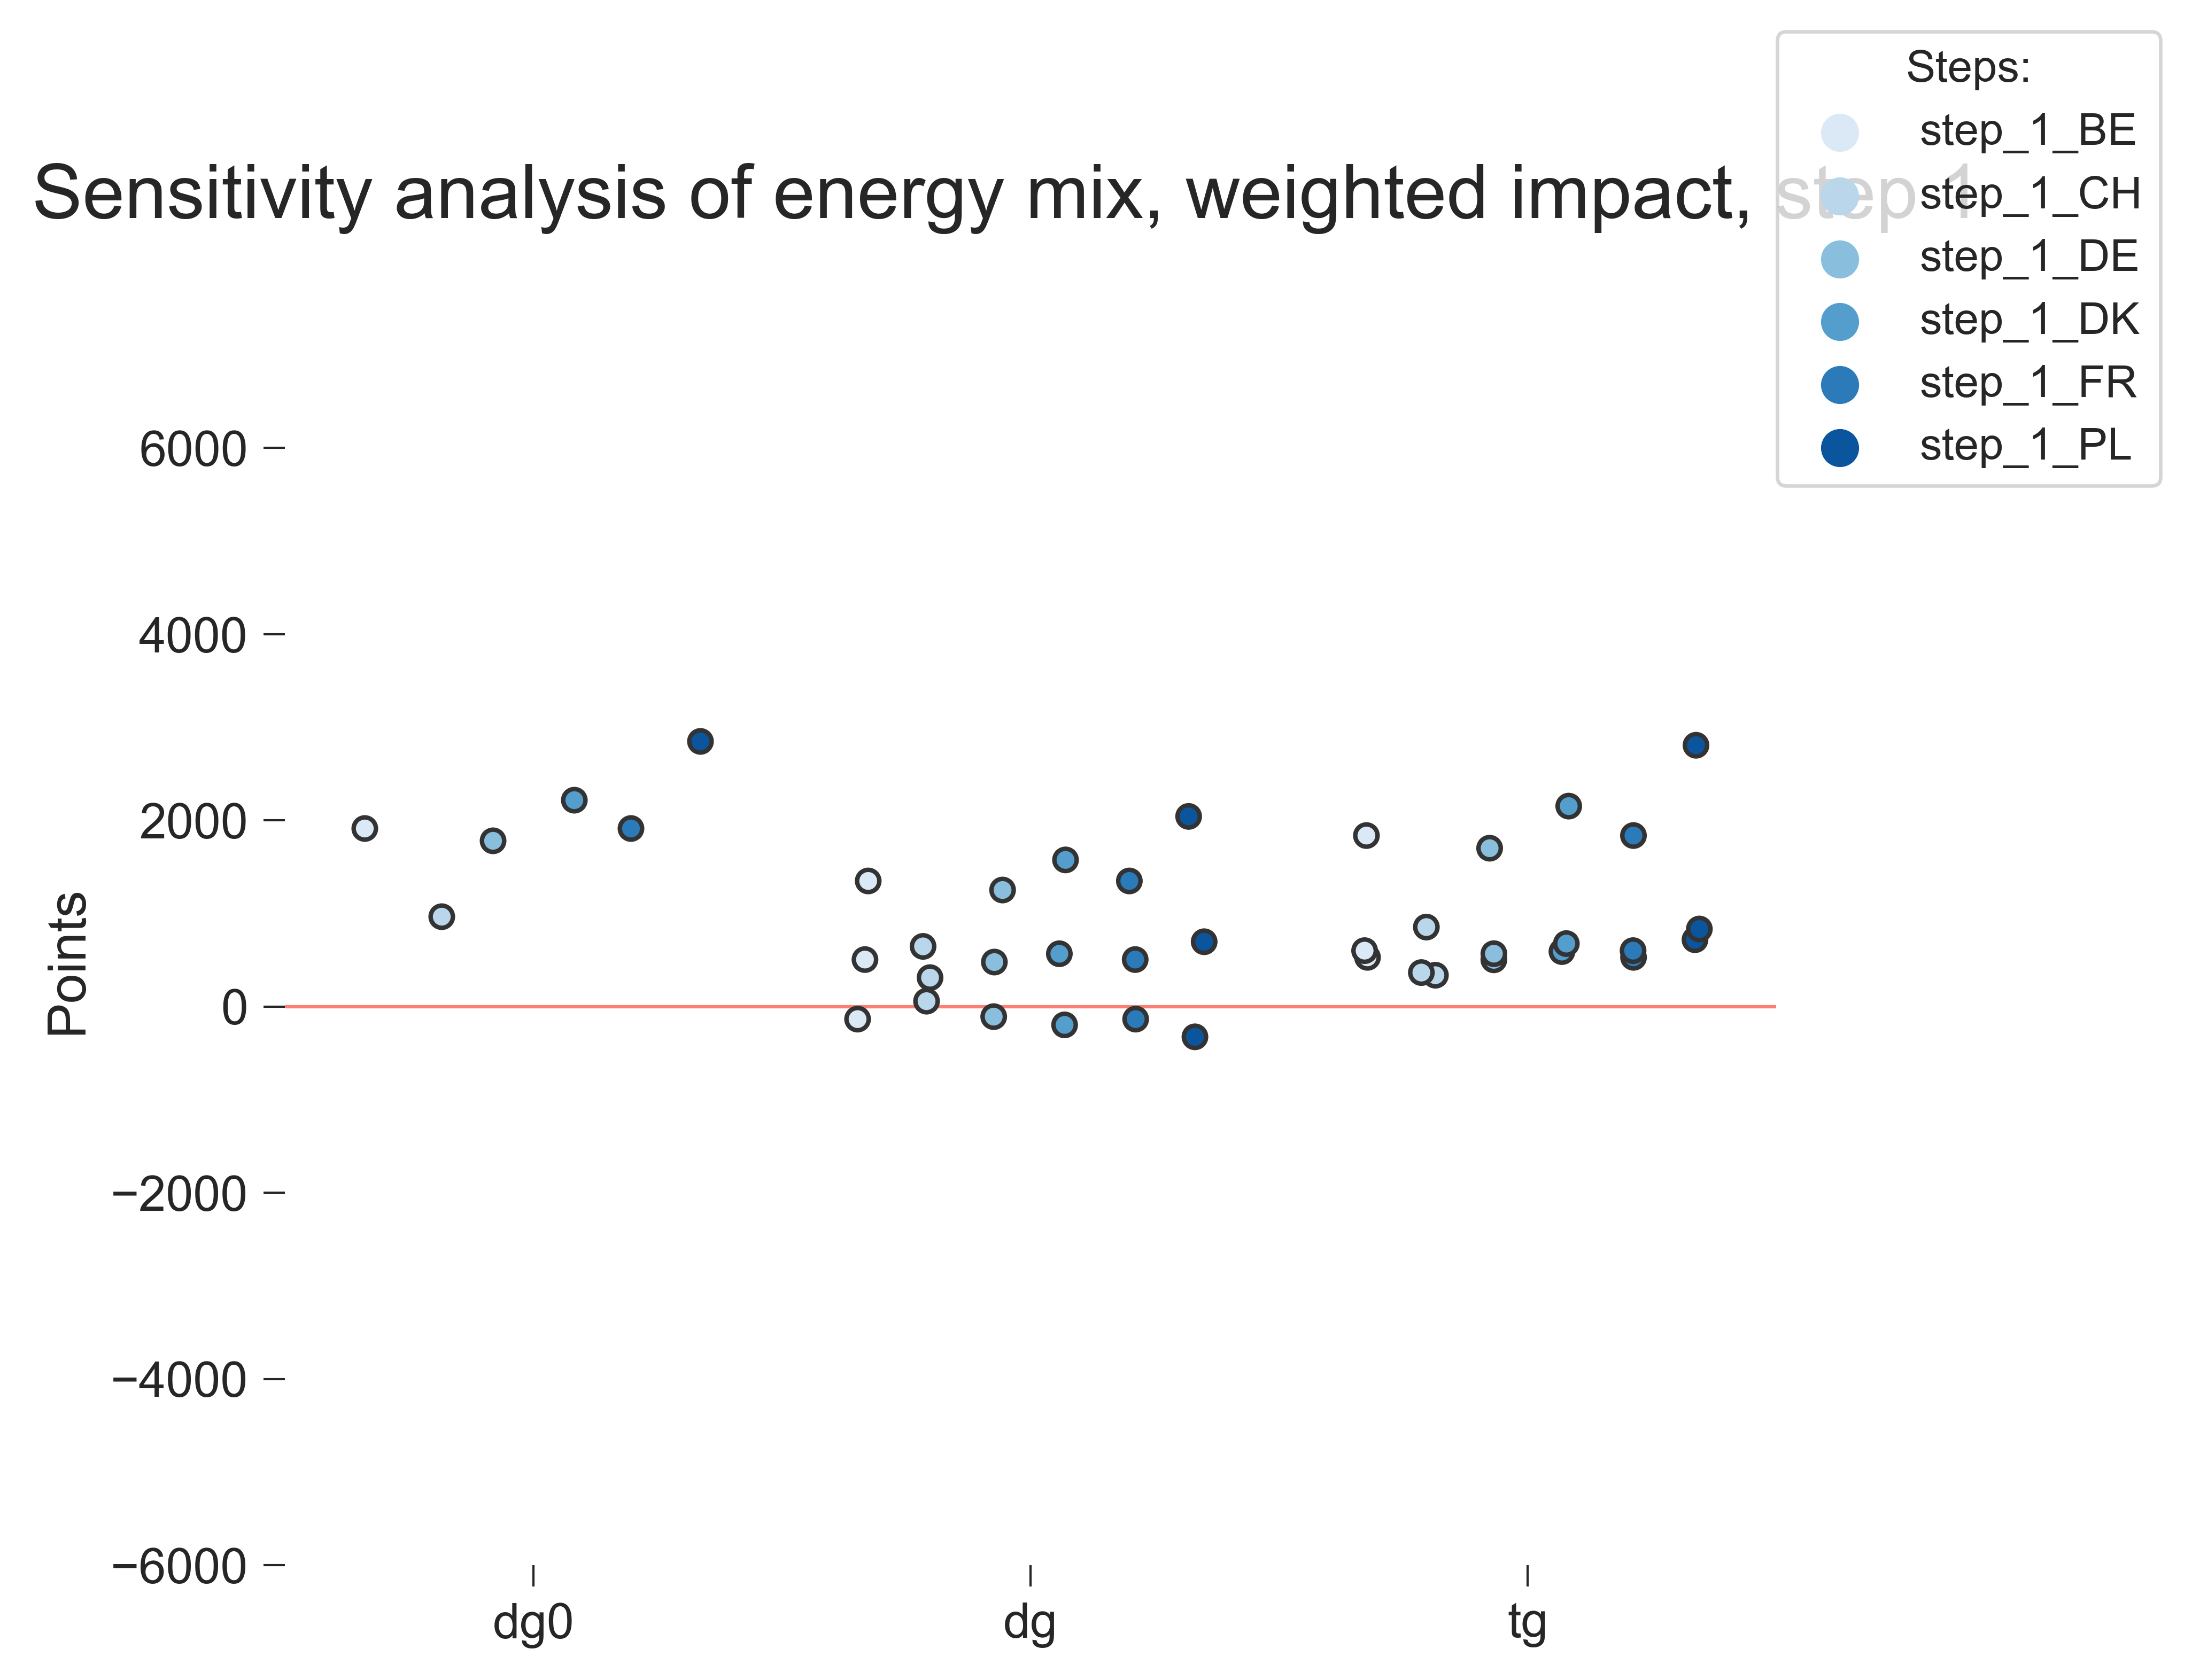 Sensitivity analysis of energy mix, weighted impact, step 1
Steps:
step_1_BE
step_1_CH
step_1_DE
step_1_DK
step_1_FR
step_1_PL
Points
6000
4000
2000
0
−2000
−4000
−6000
dg0 dg tg